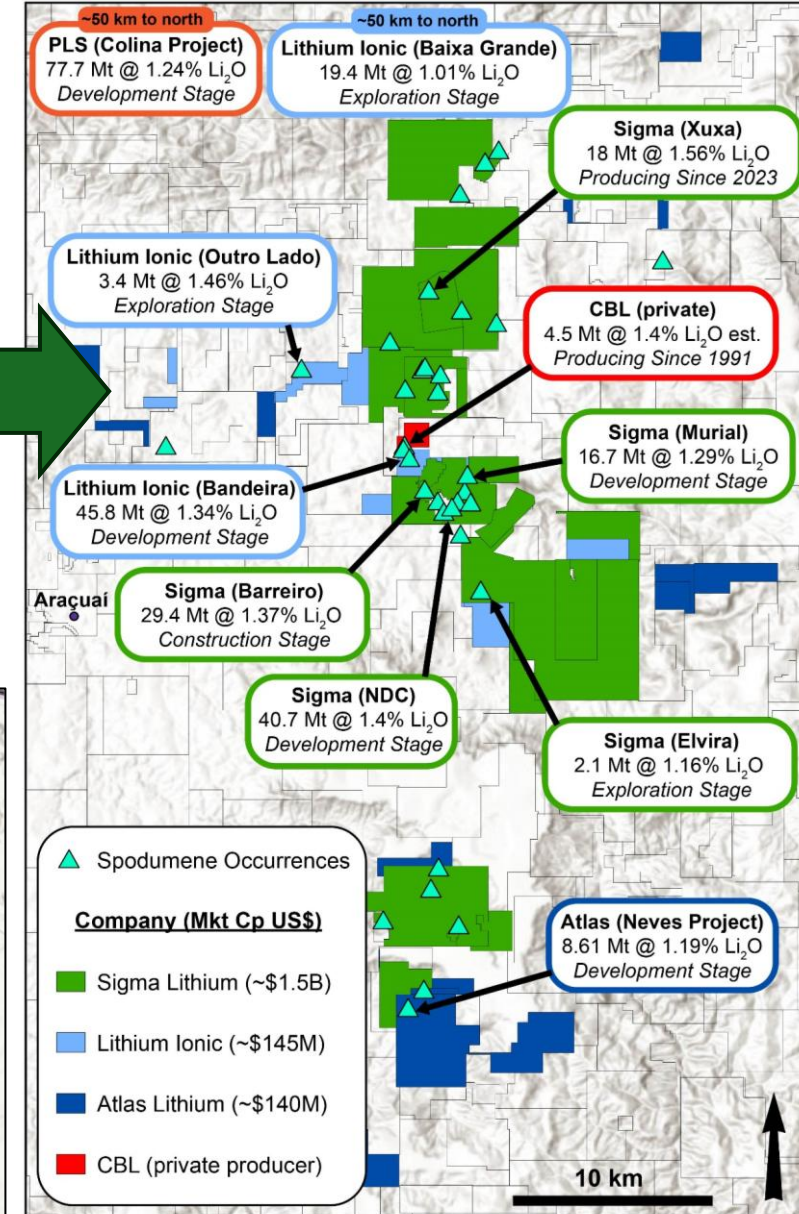 ~50 km to north
PLS (Colina Project)
77.7 Mt @ 1.24% Li₂O
Development Stage
~50 km to north
Lithium Ionic (Baixa Grande)
19.4 Mt @ 1.01% Li₂O
Exploration Stage
Sigma (Xuxa)
18 Mt @ 1.56% Li₂O
Producing Since 2023
Lithium Ionic (Outro Lado)
3.4 Mt @ 1.46% Li₂O
Exploration Stage
CBL (private)
4.5 Mt @ 1.4% Li₂O est.
Producing Since 1991
Sigma (Murial)
16.7 Mt @ 1.29% Li₂O
Development Stage
Lithium Ionic (Bandeira)
45.8 Mt @ 1.34% Li₂O
Development Stage
Araçuaí
Sigma (Barreiro)
29.4 Mt @ 1.37% Li₂O
Construction Stage
Sigma (NDC)
40.7 Mt @ 1.4% Li₂O
Development Stage
Sigma (Elvira)
2.1 Mt @ 1.16% Li₂O
Exploration Stage
Spodumene Occurrences
Company (Mkt Cp US$)
Sigma Lithium (~$1.5B)
Lithium Ionic (~$145M)
Atlas Lithium (~$140M)
CBL (private producer)
Atlas (Neves Project)
8.61 Mt @ 1.19% Li₂O
Development Stage
10 km